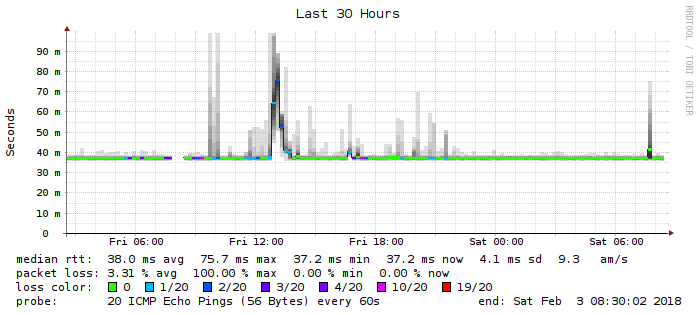 Last 30 Hours
RRDTOOL / TOBI OETIKER
Seconds
90 m
80 m
70 m
60 m
50 m
40 m
30 m
20 m
10 m
0
Fri 06:00 Fri 12:00 Fri 18:00 Sat 00:00 Sat 06:00
median rtt: 38.0 ms avg 75.7 ms max 37.2 ms min 37.2 ms now 4.1 ms sd 9.3 am/s
packet loss: 3.31 % avg 100.00 % max 0.00 % min 0.00 % now
loss color: 0 1/20 2/20 3/20 4/20 10/20 19/20
probe: 20 ICMP Echo Pings (56 Bytes) every 60s end: Sat Feb 3 08:30:02 2018